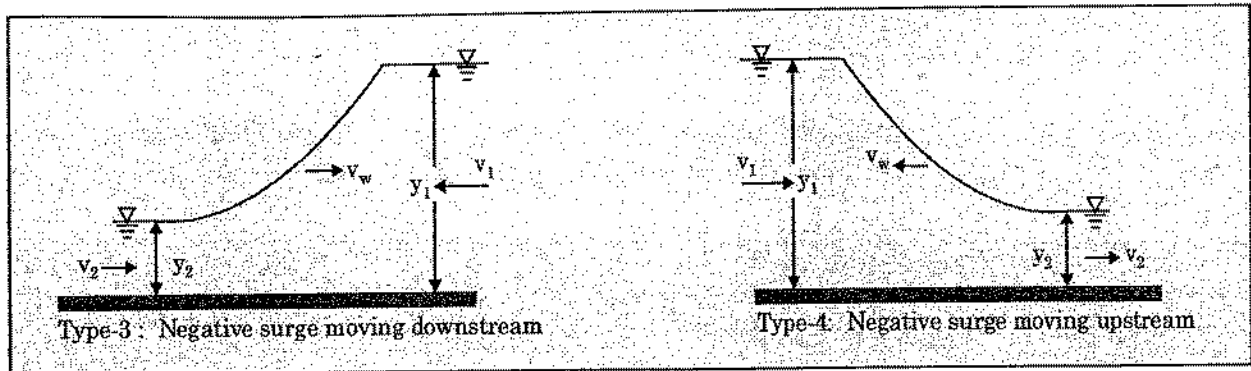 v_w
y_1
v_1
v_2
y_2
Type-3 : Negative surge moving downstream
v_1
y_1
v_w
y_2
v_2
Type-4: Negative surge moving upstream